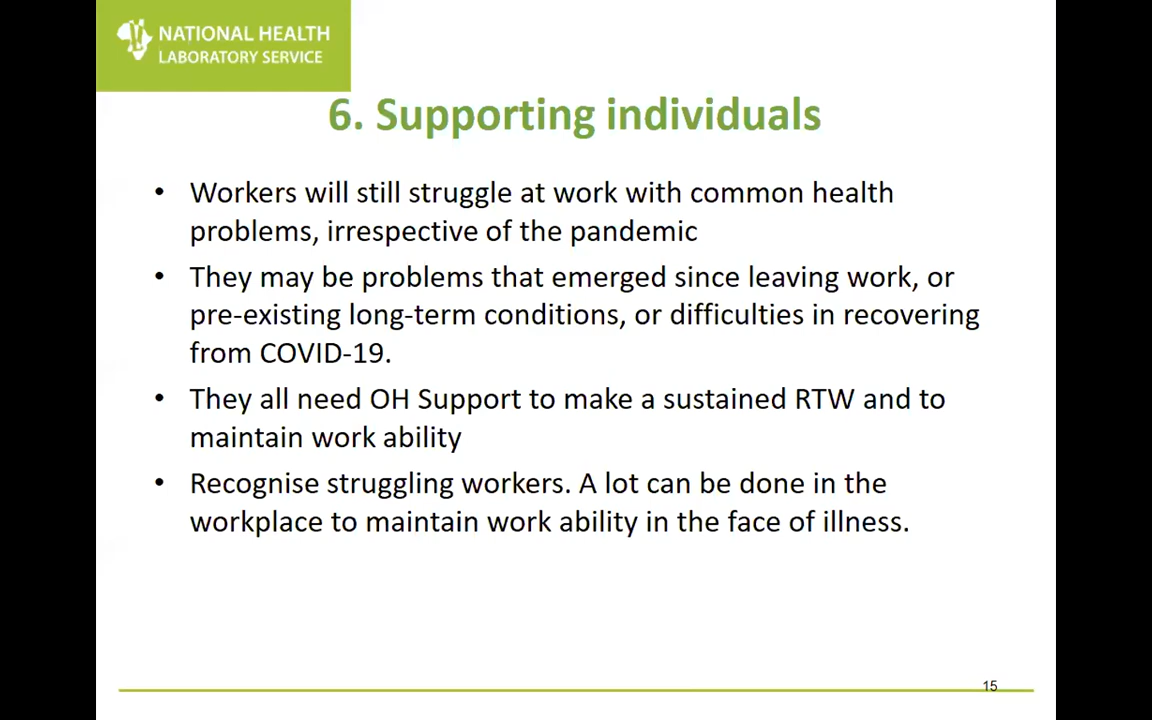 NATIONAL HEALTH
LABORATORY SERVICE
6. Supporting individuals
• Workers will still struggle at work with common health
problems, irrespective of the pandemic
• They may be problems that emerged since leaving work, or
pre-existing long-term conditions, or difficulties in recovering
from COVID-19.
• They all need OH Support to make a sustained RTW and to
maintain work ability
• Recognise struggling workers. A lot can be done in the
workplace to maintain work ability in the face of illness.
15